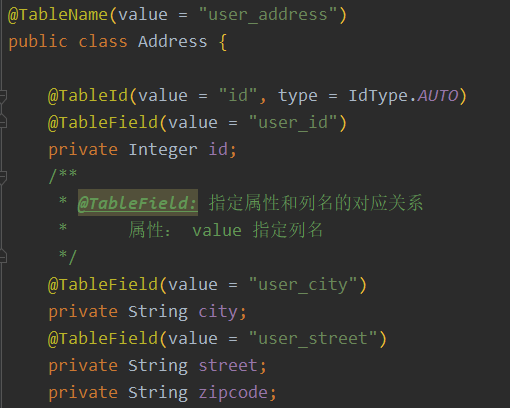 @TableName(value = "user_address")
public class Address {
@TableId(value = "id", type = IdType.AUTO)
@TableField(value = "user_id")
private Integer id;
/**
* @TableField: 指定属性和列名的对应关系
*     属性： value 指定列名
*/
@TableField(value = "user_city")
private String city;
@TableField(value = "user_street")
private String street;
private String zipcode;